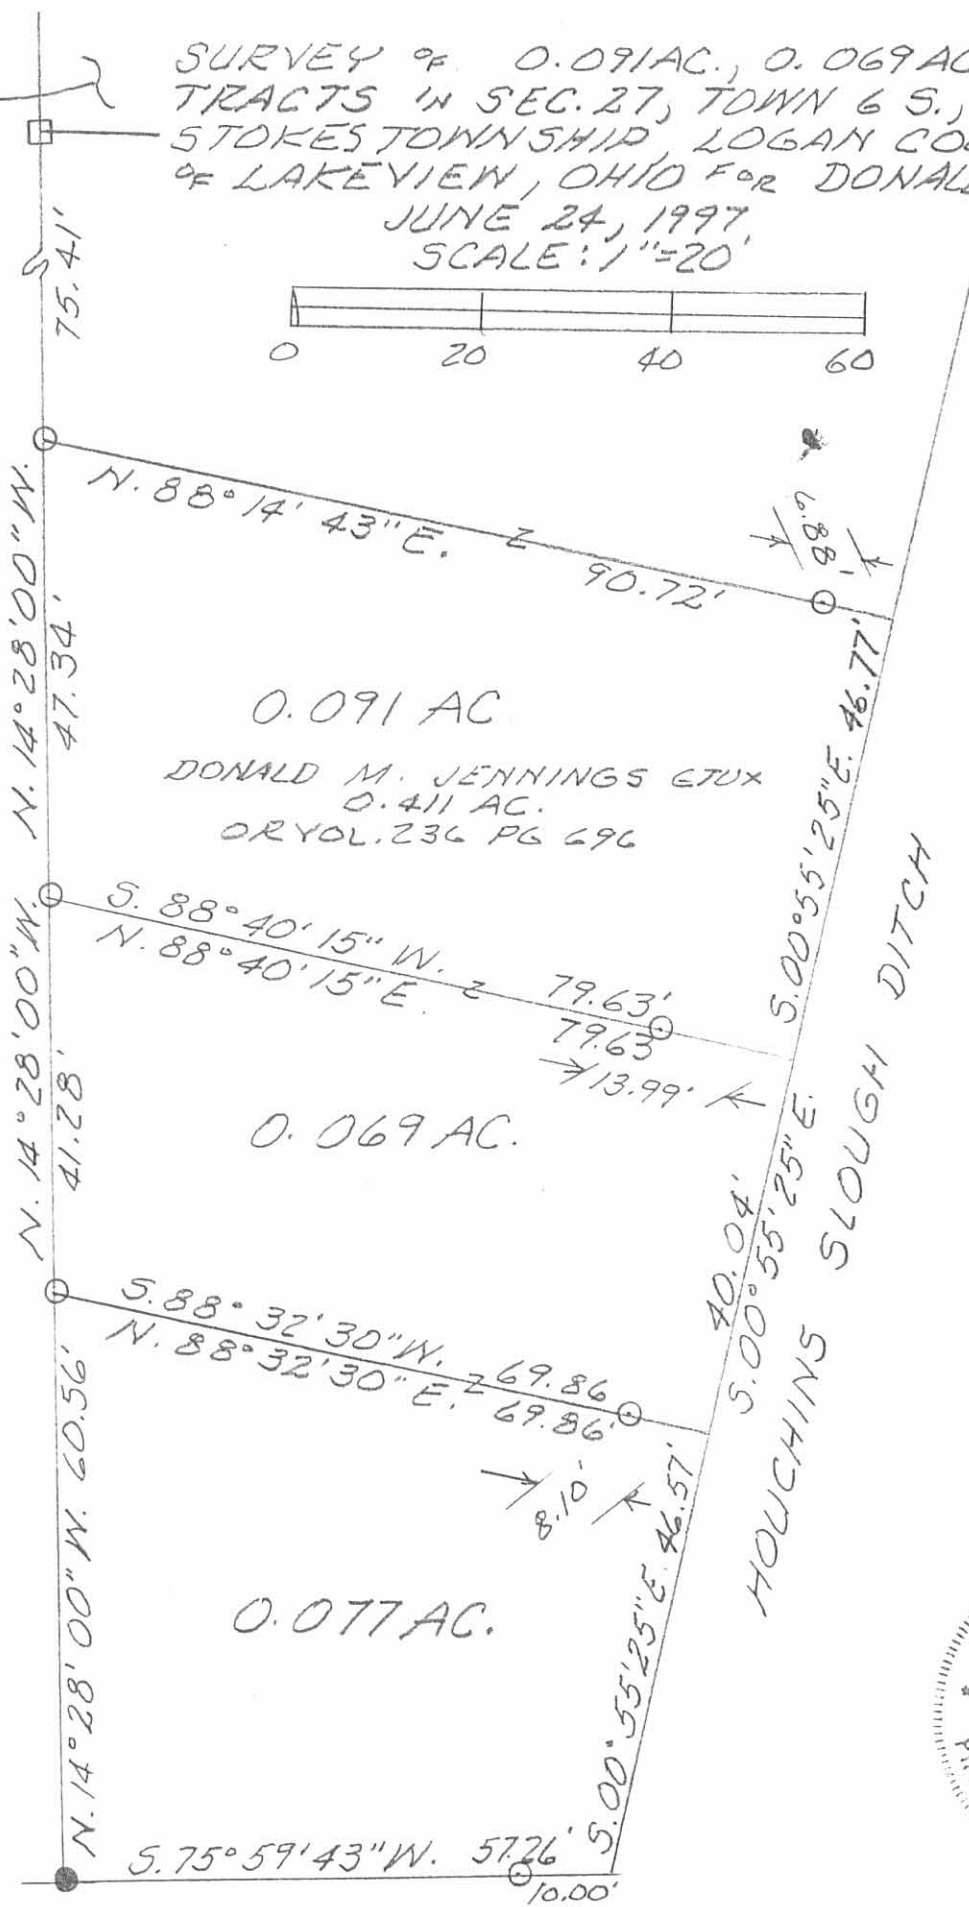 SURVEY OF 0.091AC., 0.069 AC
TRACTS IN SEC. 27, TOWN 6 S.,
STOKES TOWNSHIP, LOGAN CO
OF LAKEVIEW, OHIO FOR DONALD
JUNE 24, 1997
SCALE: 1"=20'
0 20 40 60
75.41'
N. 88° 14' 43" E. 90.72'
8.89'
N. 14° 28' 00" W.
47.34'
S. 00° 55' 25" E. 46.77'
0.091 AC
DONALD M. JENNINGS ETUX
0.411 AC.
OR VOL. 236 PG 696
S. 88° 40' 15" W. 79.63'
N. 88° 40' 15" E. 79.63'
13.99'
N. 14° 28' 00" W.
41.28'
0.069 AC.
40.04'
S. 00° 55' 25" E.
HOUCHINS SLOUGH DITCH
S. 88° 32' 30" W. 69.86
N. 88° 32' 30" E. 69.86'
8.10'
N. 14° 28' 00" W. 60.56'
S. 00° 55' 25" E. 46.57'
0.077 AC.
S. 75° 59' 43" W. 57.26'
10.00'